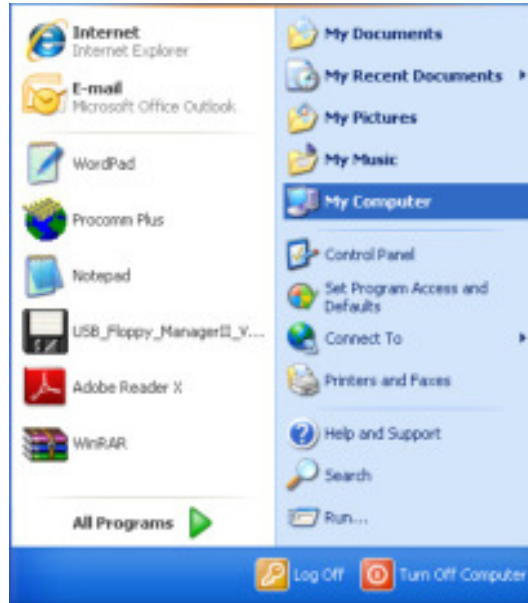 Internet
Internet Explorer
E-mail
Microsoft Office Outlook
WordPad
Procomm Plus
Notepad
USB_Floppy_ManagerII_V....
Adobe Reader X
WinRAR
All Programs
My Documents
My Recent Documents
My Pictures
My Music
My Computer
Control Panel
Set Program Access and
Defaults
Connect To
Printers and Faxes
Help and Support
Search
Run...
Log Off
Turn Off Computer